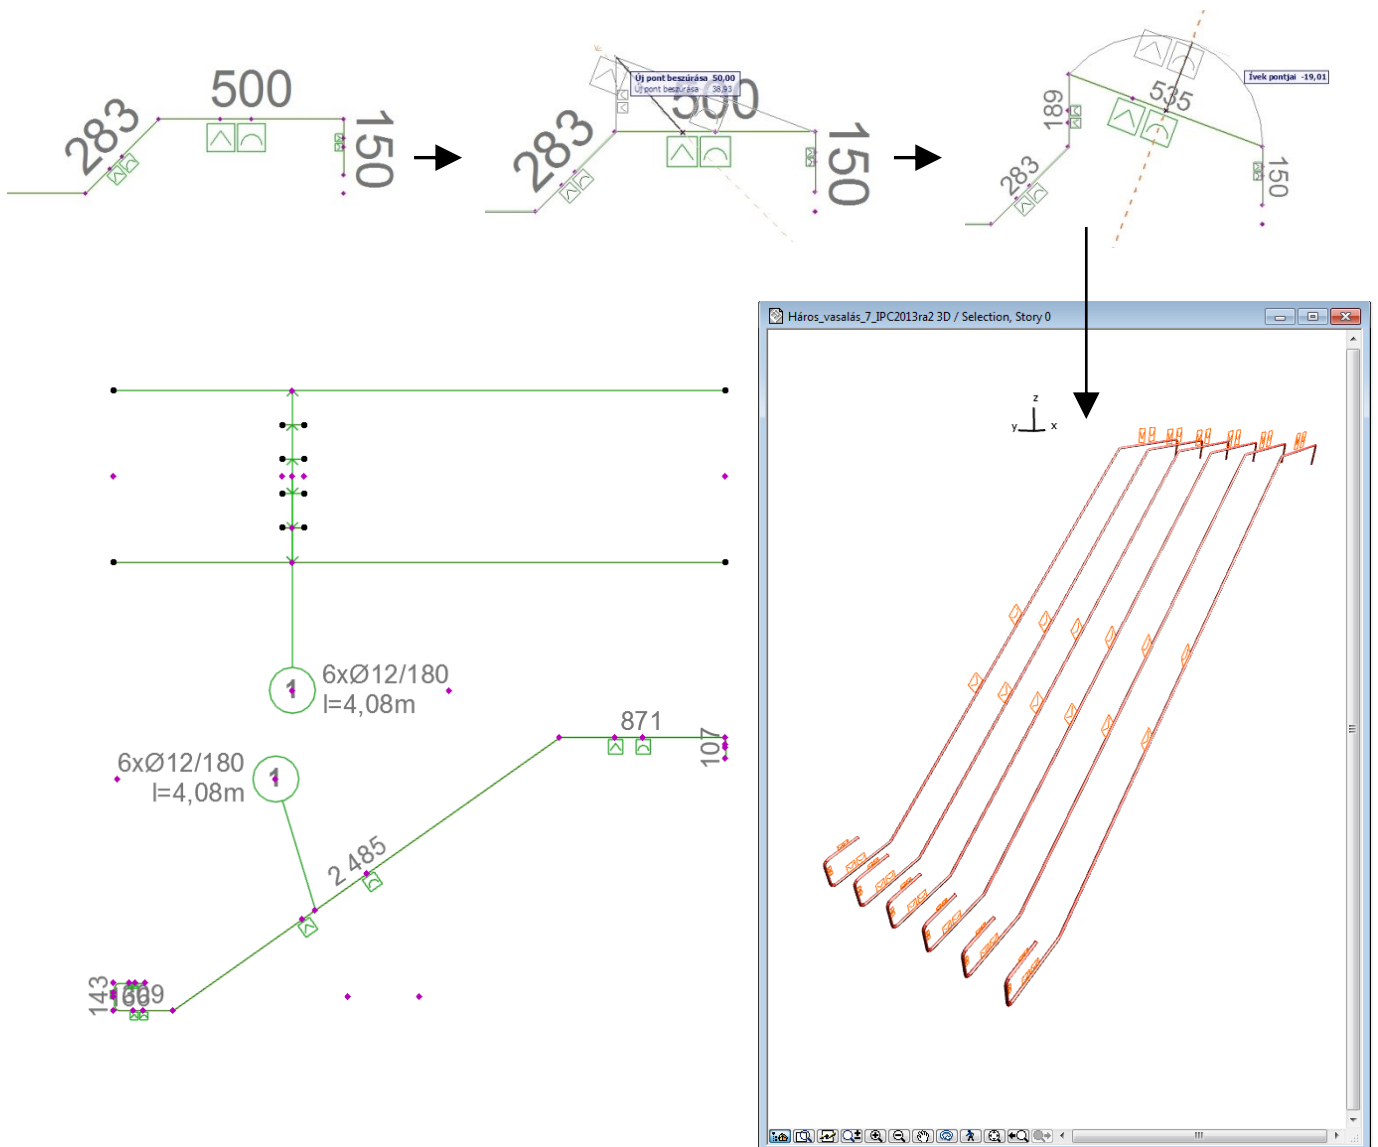 500
283
150
Új pont beszúrása 50,00
Új pont beszúrása 38,93
500
283
150
Ívek pontjai -19,01
535
189
283
150
Háros_vasalás_7_IPC2013ra2 3D / Selection, Story 0
z
y
x
1
6xØ12/180
l=4,08m
871
107
6xØ12/180
l=4,08m
1
2 485
143